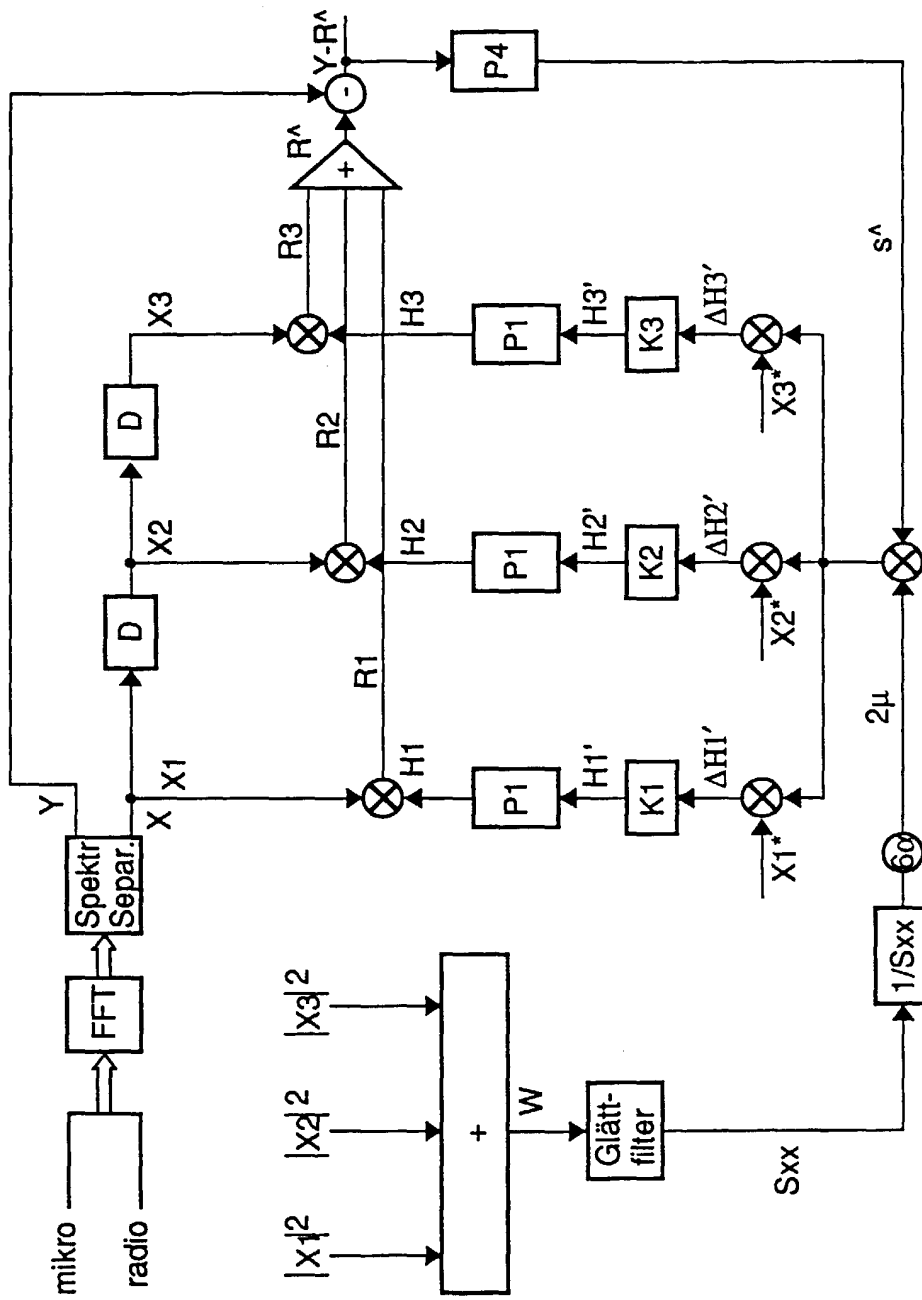 mikro
radio
FFT
Spektr
Separ.
Y
X
X1
D
X2
D
X3
R1
R2
R3
+
R^
-
Y-R^
P4
s^
H1
H2
H3
P1
P1
P1
H1'
H2'
H3'
K1
K2
K3
ΔH1'
ΔH2'
ΔH3'
X1*
X2*
X3*
|X1|2
|X2|2
|X3|2
+
W
Glätt-
filter
Sxx
1/Sxx
6α
2µ